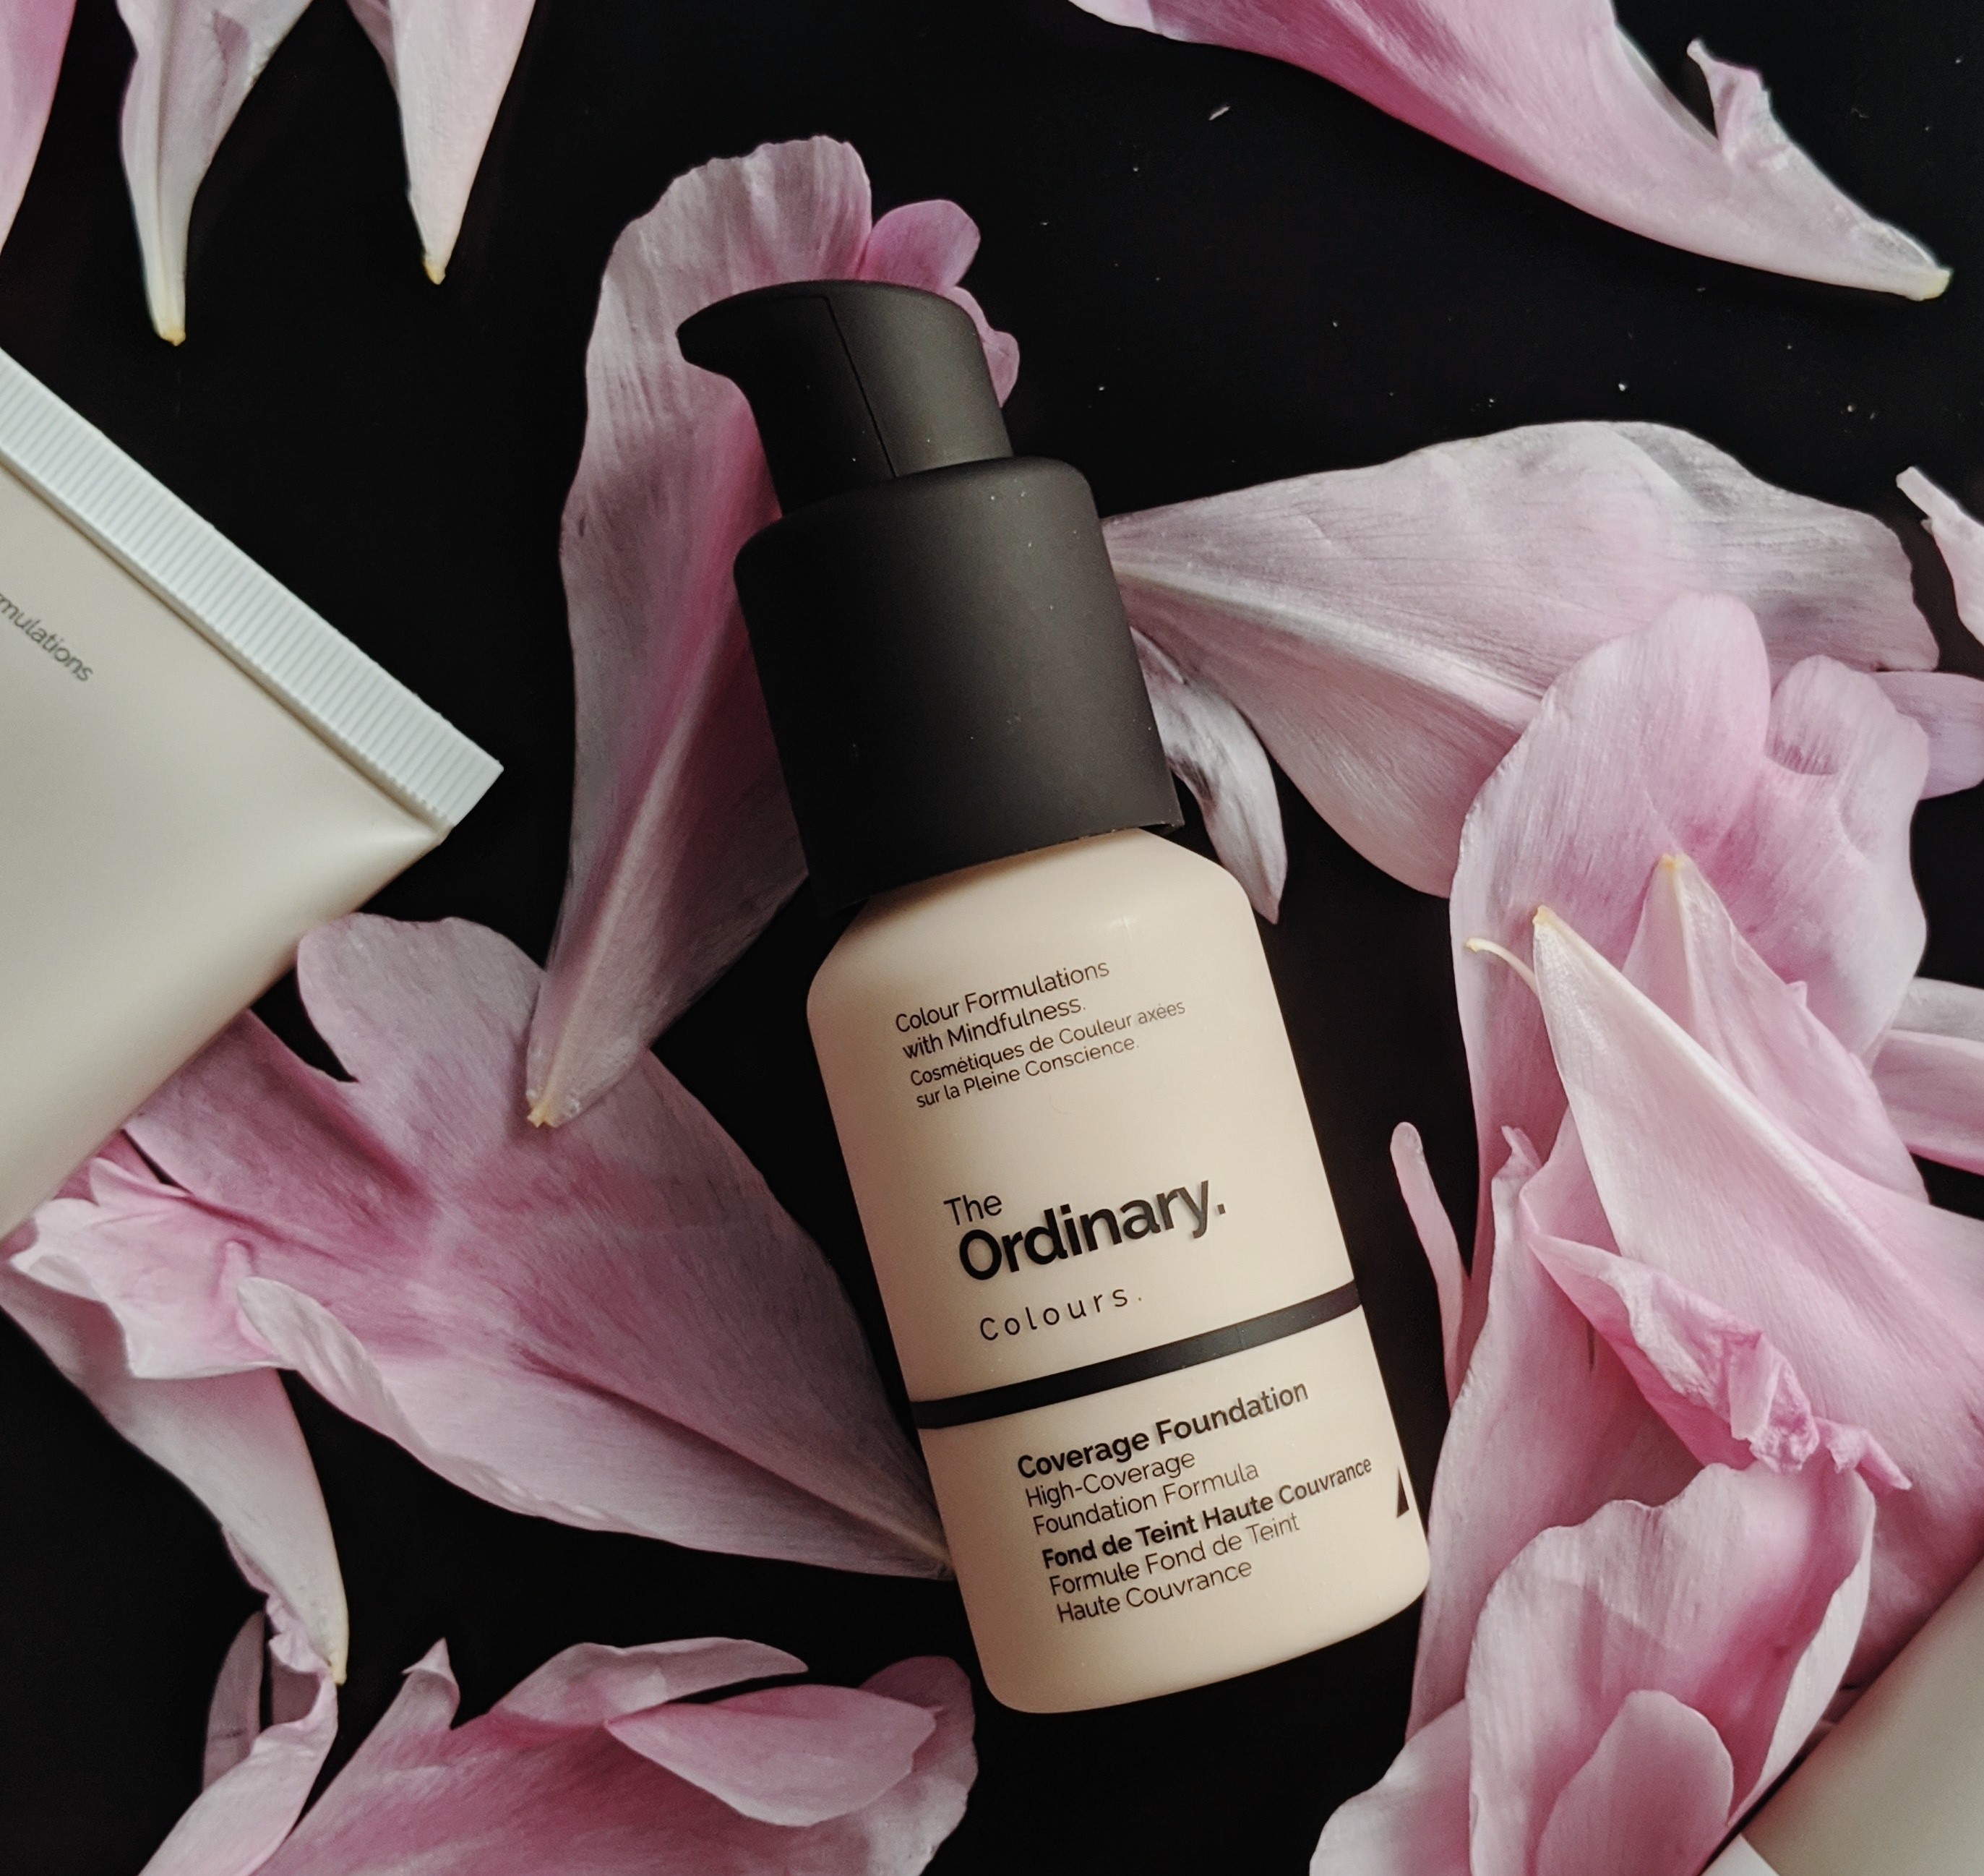 Colour Formulations
with Mindfulness.
Cosmétiques de Couleur axées
sur la Pleine Conscience.
The
Ordinary.
Colours.
Coverage Foundation
High-Coverage
Foundation Formula
Fond de Teint Haute Couvrance
Formule Fond de Teint
Haute Couvrance